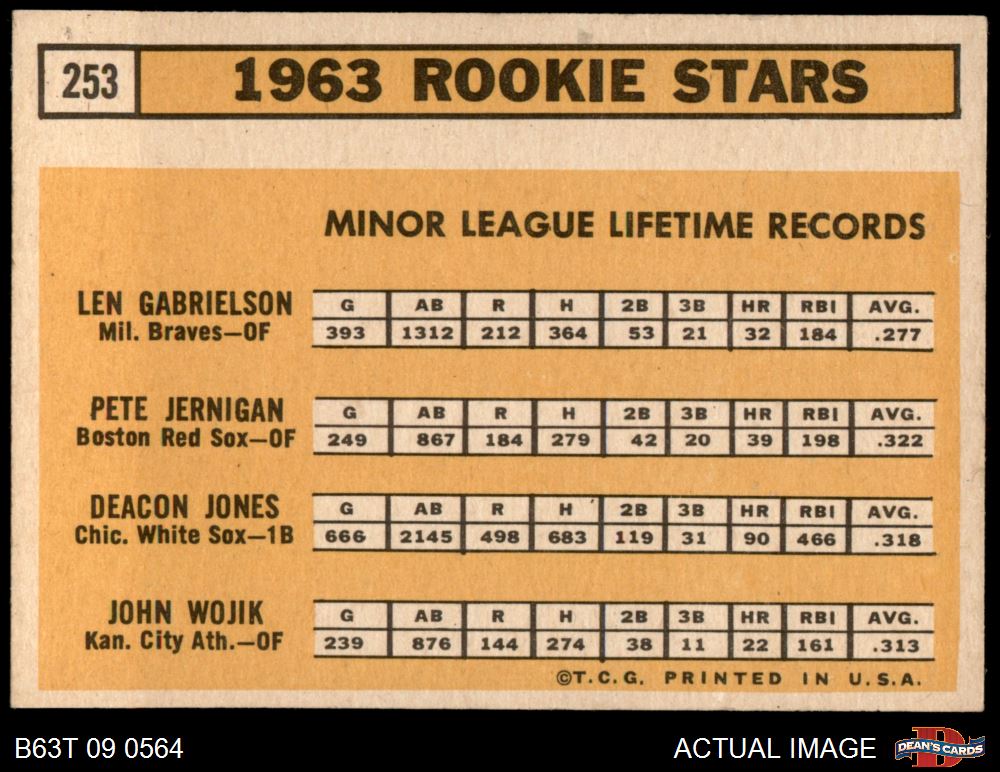 253 1963 ROOKIE STARS
MINOR LEAGUE LIFETIME RECORDS
LEN GABRIELSON G AB R H 2B 3B HR RBI AVG.
Mil. Braves—OF 393 1312 212 364 53 21 32 184 .277
PETE JERNIGAN G AB R H 2B 3B HR RBI AVG.
Boston Red Sox—OF 249 867 184 279 42 20 39 198 .322
DEACON JONES G AB R H 2B 3B HR RBI AVG.
Chic. White Sox—1B 666 2145 498 683 119 31 90 466 .318
JOHN WOJIK G AB R H 2B 3B HR RBI AVG.
Kan. City Ath.—OF 239 876 144 274 38 11 22 161 .313
©T.C.G. PRINTED IN U.S.A.
B63T 09 0564 ACTUAL IMAGE D DEAN'S CARDS